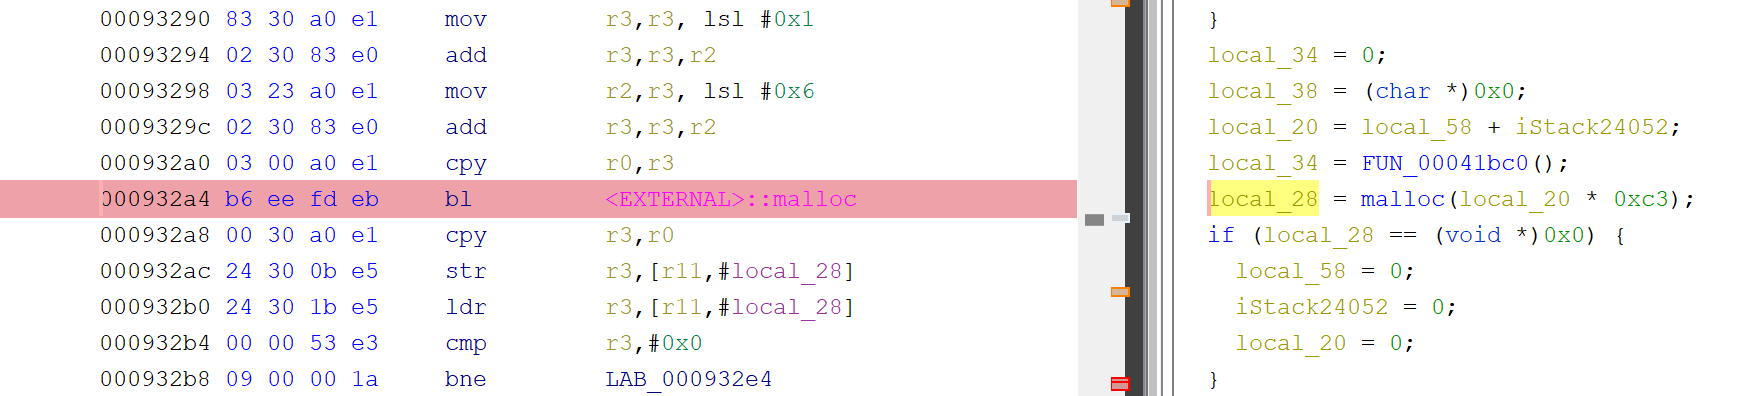 00093290 83 30 a0 e1 mov r3,r3, lsl #0x1
00093294 02 30 83 e0 add r3,r3,r2
00093298 03 23 a0 e1 mov r2,r3, lsl #0x6
0009329c 02 30 83 e0 add r3,r3,r2
000932a0 03 00 a0 e1 cpy r0,r3
000932a4 b6 ee fd eb bl <EXTERNAL>::malloc
000932a8 00 30 a0 e1 cpy r3,r0
000932ac 24 30 0b e5 str r3,[r11,#local_28]
000932b0 24 30 1b e5 ldr r3,[r11,#local_28]
000932b4 00 00 53 e3 cmp r3,#0x0
000932b8 09 00 00 1a bne LAB_000932e4
}
local_34 = 0;
local_38 = (char *)0x0;
local_20 = local_58 + iStack24052;
local_34 = FUN_00041bc0();
local_28 = malloc(local_20 * 0xc3);
if (local_28 == (void *)0x0) {
local_58 = 0;
iStack24052 = 0;
local_20 = 0;
}